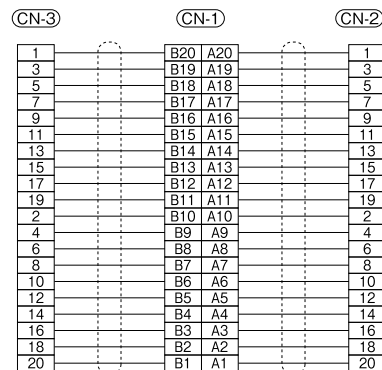 CN-3 CN-1 CN-2
1 B20 A20 1
3 B19 A19 3
5 B18 A18 5
7 B17 A17 7
9 B16 A16 9
11 B15 A15 11
13 B14 A14 13
15 B13 A13 15
17 B12 A12 17
19 B11 A11 19
2 B10 A10 2
4 B9 A9 4
6 B8 A8 6
8 B7 A7 8
10 B6 A6 10
12 B5 A5 12
14 B4 A4 14
16 B3 A3 16
18 B2 A2 18
20 B1 A1 20